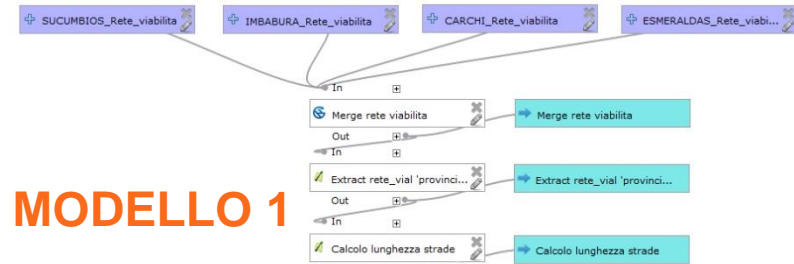 SUCUMBIOS_Rete_viabilita
IMBABURA_Rete_viabilita
CARCHI_Rete_viabilita
ESMERALDAS_Rete_viabi...
In
Merge rete viabilita
Merge rete viabilita
Out
In
Extract rete_vial 'provinci...
Extract rete_vial 'provinci...
Out
MODELLO 1
In
Calcolo lunghezza strade
Calcolo lunghezza strade